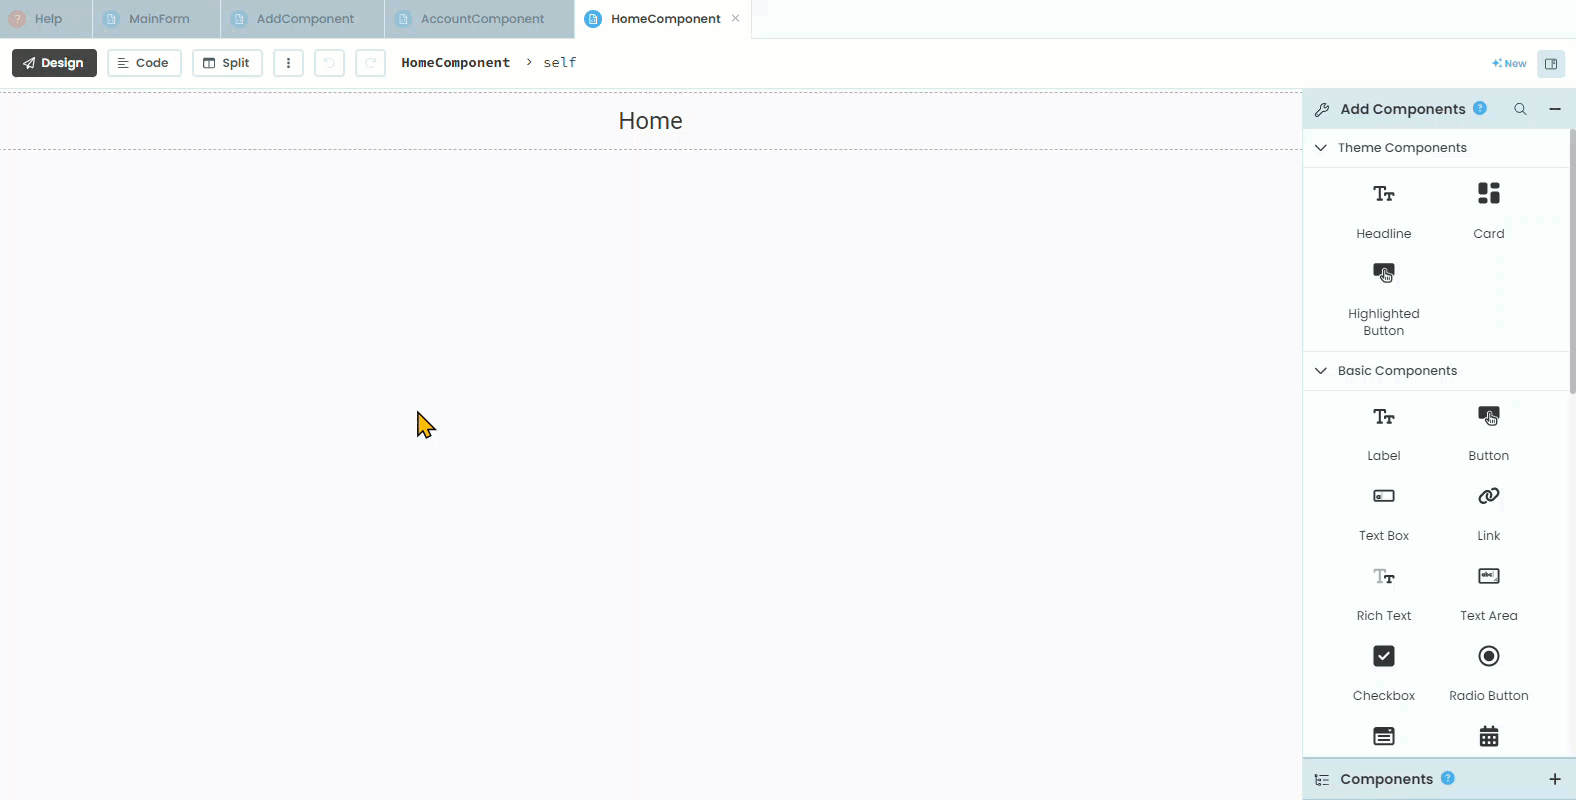 Help MainForm AddComponent AccountComponent HomeComponent
Design Code Split HomeComponent > self New
Home
Add Components ?
Theme Components
Headline Card
Highlighted
Button
Basic Components
Label Button
Text Box Link
Rich Text Text Area
Checkbox Radio Button
Components ?